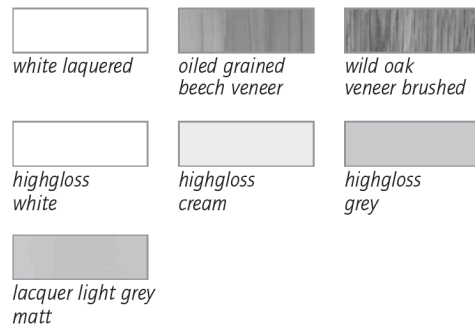 white laquered
oiled grained
beech veneer
wild oak
veneer brushed
highgloss
white
highgloss
cream
highgloss
grey
lacquer light grey
matt